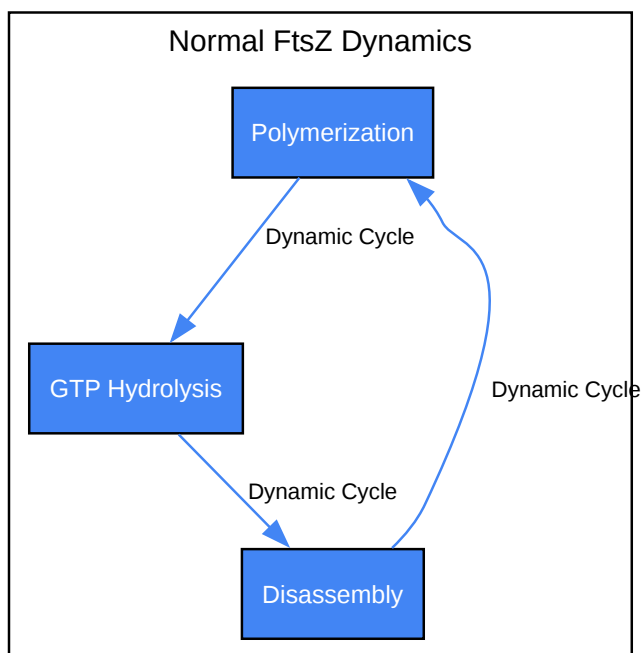 Normal FtsZ Dynamics
Polymerization
Dynamic Cycle
GTP Hydrolysis
Dynamic Cycle
Dynamic Cycle
Disassembly